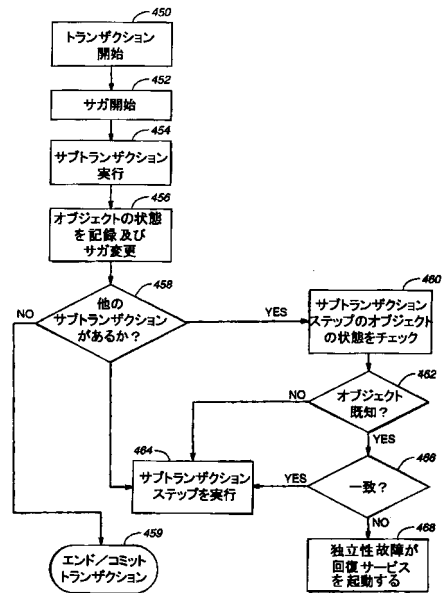 450
トランザクション
開始
452
サガ開始
454
サブトランザクション
実行
456
オブジェクトの状態
を記録及び
サガ変更
458
他の
サブトランザクション
があるか?
NO
YES
460
サブトランザクション
ステップのオブジェクト
の状態をチェック
462
オブジェクト
既知?
NO
YES
464
サブトランザクション
ステップを実行
466
一致?
YES
NO
459
エンド/コミット
トランザクション
468
独立性故障が
回復サービス
を起動する